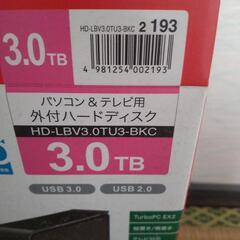 HD-LBV3.0TU3-BKC 2 193
3.0TB
4 981254 002193
パソコン&テレビ用
外付ハードディスク
HD-LBV3.0TU3-BKC
3.0TB
USB 3.0 USB 2.0
TurboPC EX2